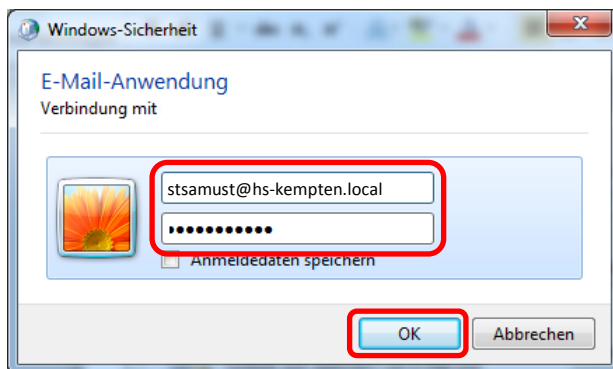 Windows-Sicherheit
E-Mail-Anwendung
Verbindung mit
stsamust@hs-kempten.local
Anmeldedaten speichern
OK
Abbrechen